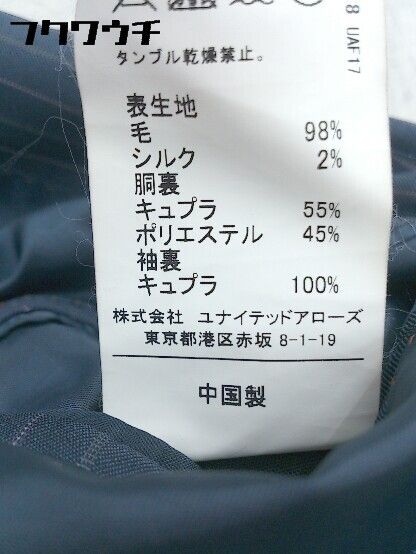 フクウウチ
8 UAF17
タンブル乾燥禁止。
表生地
毛 98%
シルク 2%
胴裏
キュプラ 55%
ポリエステル 45%
袖裏
キュプラ 100%
株式会社 ユナイテッドアローズ
東京都港区赤坂 8-1-19
中国製